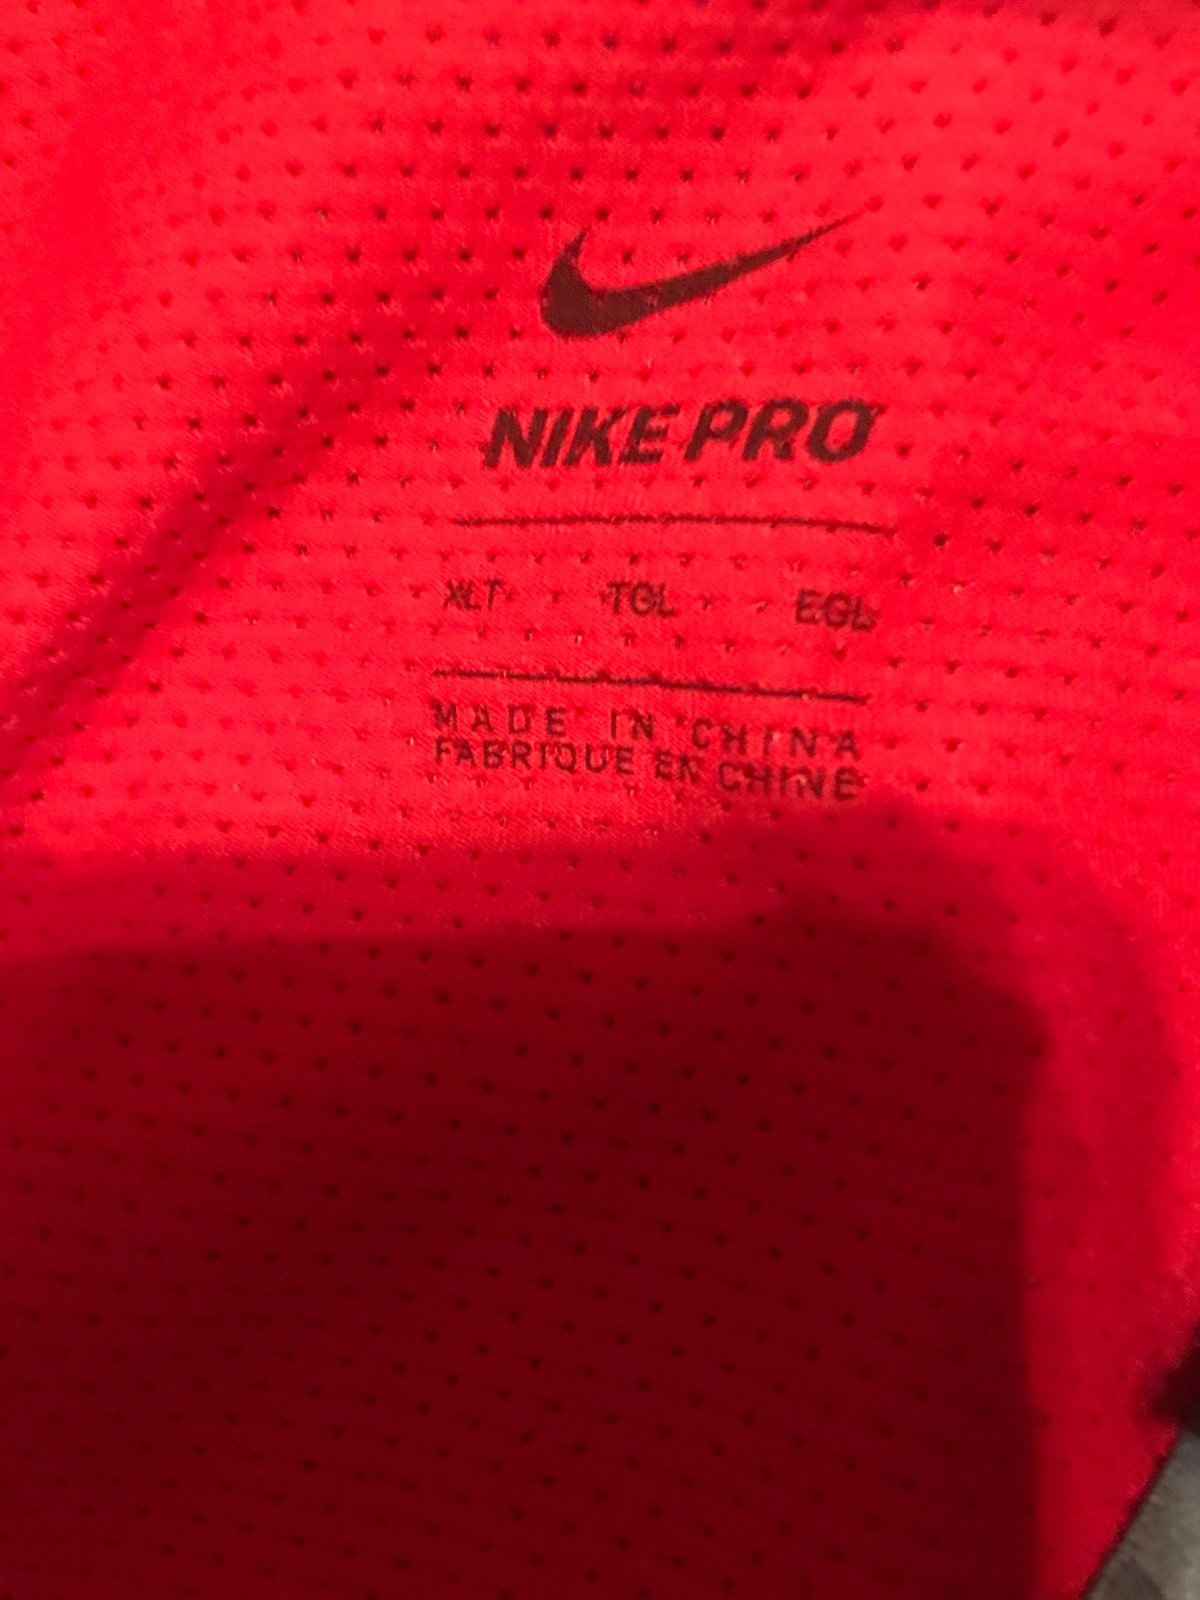 NIKE PRO
XLT TGL EGL
MADE IN CHINA
FABRIQUE EN CHINE